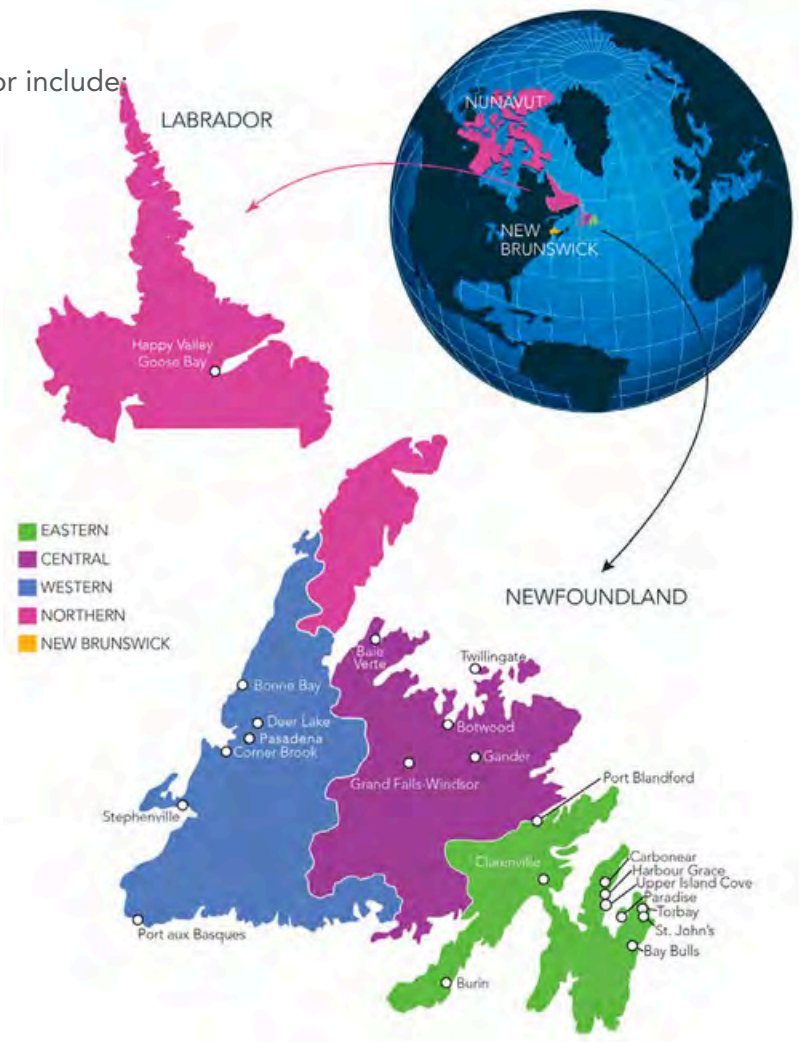 or include:
LABRADOR
NUNAVUT
NEW
BRUNSWICK
Happy Valley
Goose Bay
EASTERN
CENTRAL
WESTERN
NORTHERN
NEW BRUNSWICK
NEWFOUNDLAND
Baie
Verte
Twillingate
Bonne Bay
Deer Lake
Botwood
Pasadena
Corner Brook
Gander
Grand Falls-Windsor
Port Blandford
Stephenville
Clarenville
Carbonear
Harbour Grace
Upper Island Cove
Paradise
Torbay
St. John's
Port aux Basques
Bay Bulls
Burin